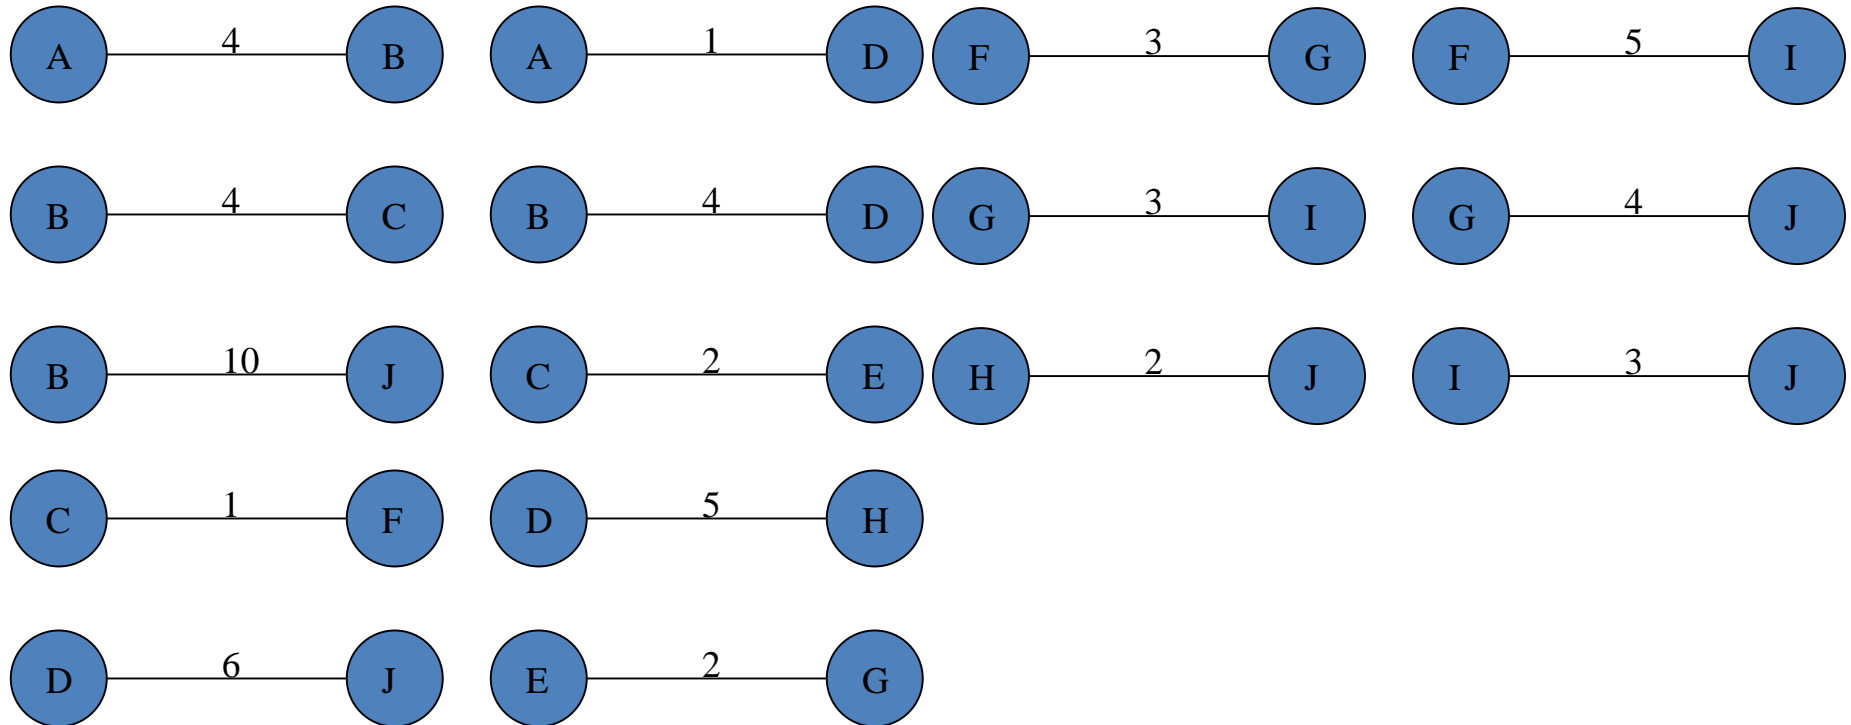 A 4 B A 1 D F 3 G F 5 I
B 4 C B 4 D G 3 I G 4 J
B 10 J C 2 E H 2 J I 3 J
C 1 F D 5 H
D 6 J E 2 G